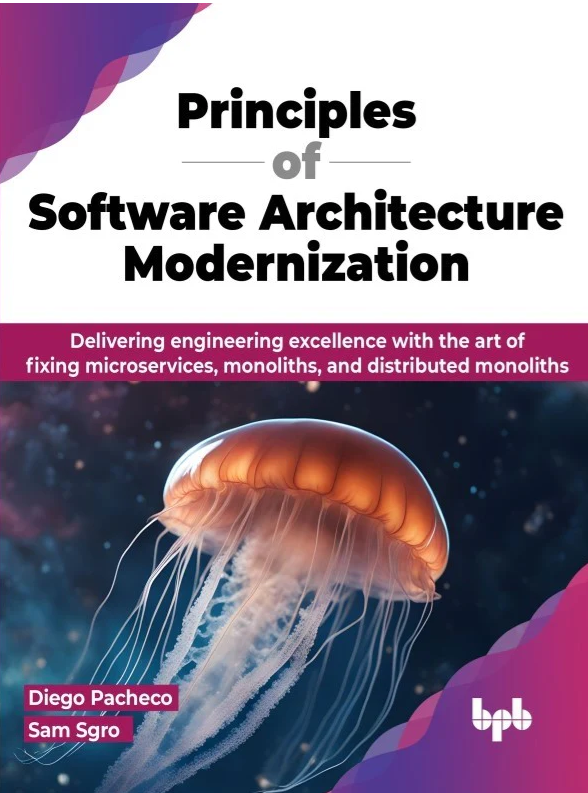 Principles
of
Software Architecture
Modernization
Delivering engineering excellence with the art of
fixing microservices, monoliths, and distributed monoliths
Diego Pacheco
Sam Sgro
bpb